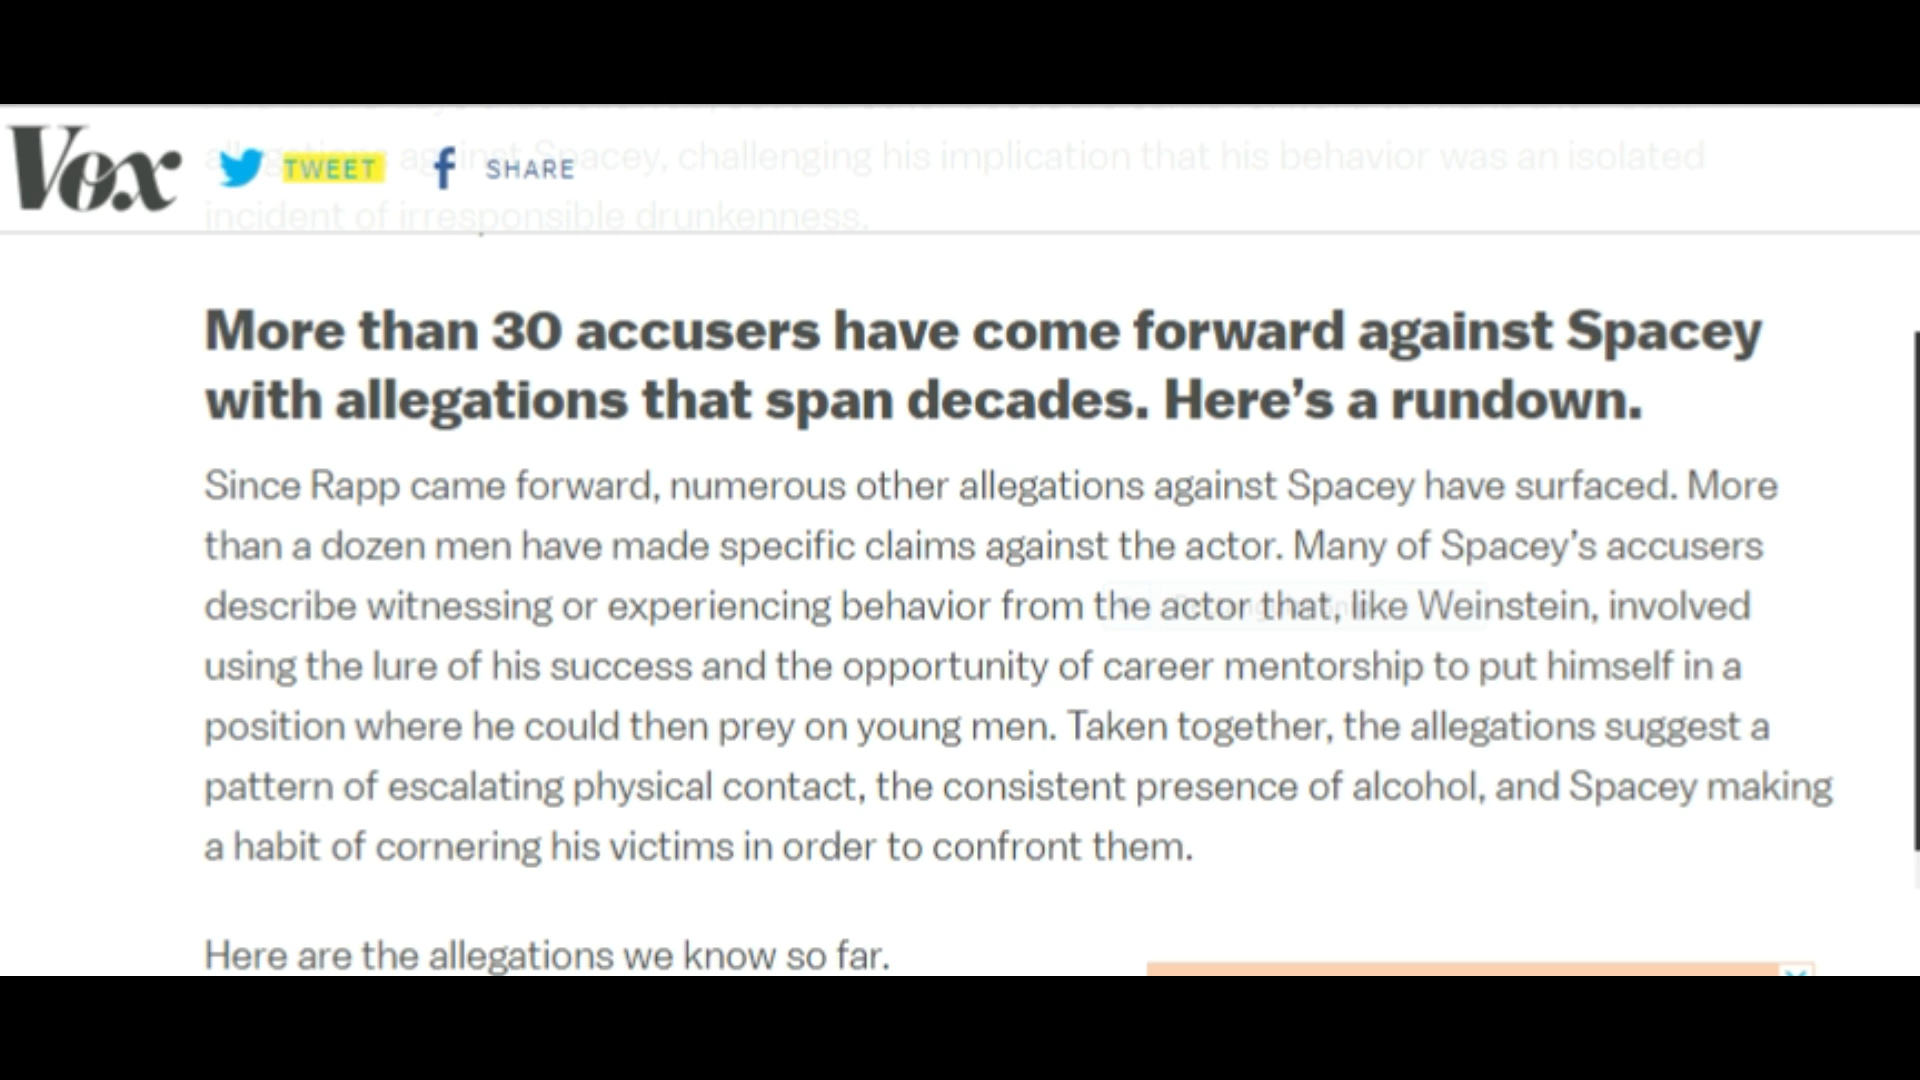 Vox
TWEET
SHARE
allegations against Spacey, challenging his implication that his behavior was an isolated
incident of irresponsible drunkenness.
More than 30 accusers have come forward against Spacey
with allegations that span decades. Here’s a rundown.
Since Rapp came forward, numerous other allegations against Spacey have surfaced. More
than a dozen men have made specific claims against the actor. Many of Spacey’s accusers
describe witnessing or experiencing behavior from the actor that, like Weinstein, involved
using the lure of his success and the opportunity of career mentorship to put himself in a
position where he could then prey on young men. Taken together, the allegations suggest a
pattern of escalating physical contact, the consistent presence of alcohol, and Spacey making
a habit of cornering his victims in order to confront them.
Here are the allegations we know so far.